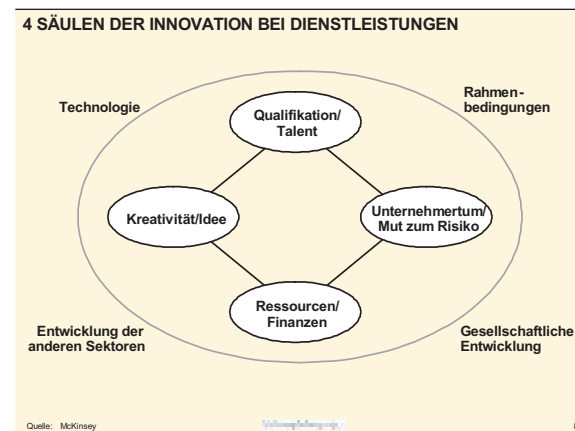 4 SÄULEN DER INNOVATION BEI DIENSTLEISTUNGEN
Technologie
Rahmen-
bedingungen
Qualifikation/
Talent
Kreativität/Idee
Unternehmertum/
Mut zum Risiko
Ressourcen/
Finanzen
Entwicklung der
anderen Sektoren
Gesellschaftliche
Entwicklung
Quelle: McKinsey